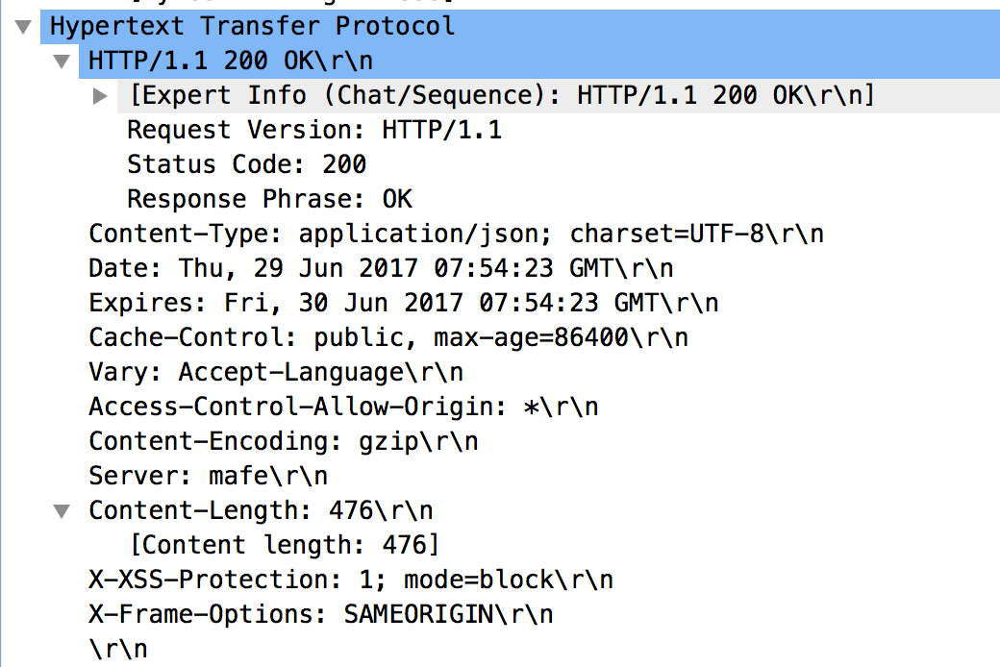 Hypertext Transfer Protocol
HTTP/1.1 200 OK\r\n
[Expert Info (Chat/Sequence): HTTP/1.1 200 OK\r\n]
Request Version: HTTP/1.1
Status Code: 200
Response Phrase: OK
Content-Type: application/json; charset=UTF-8\r\n
Date: Thu, 29 Jun 2017 07:54:23 GMT\r\n
Expires: Fri, 30 Jun 2017 07:54:23 GMT\r\n
Cache-Control: public, max-age=86400\r\n
Vary: Accept-Language\r\n
Access-Control-Allow-Origin: *\r\n
Content-Encoding: gzip\r\n
Server: mafe\r\n
Content-Length: 476\r\n
[Content length: 476]
X-XSS-Protection: 1; mode=block\r\n
X-Frame-Options: SAMEORIGIN\r\n
\r\n